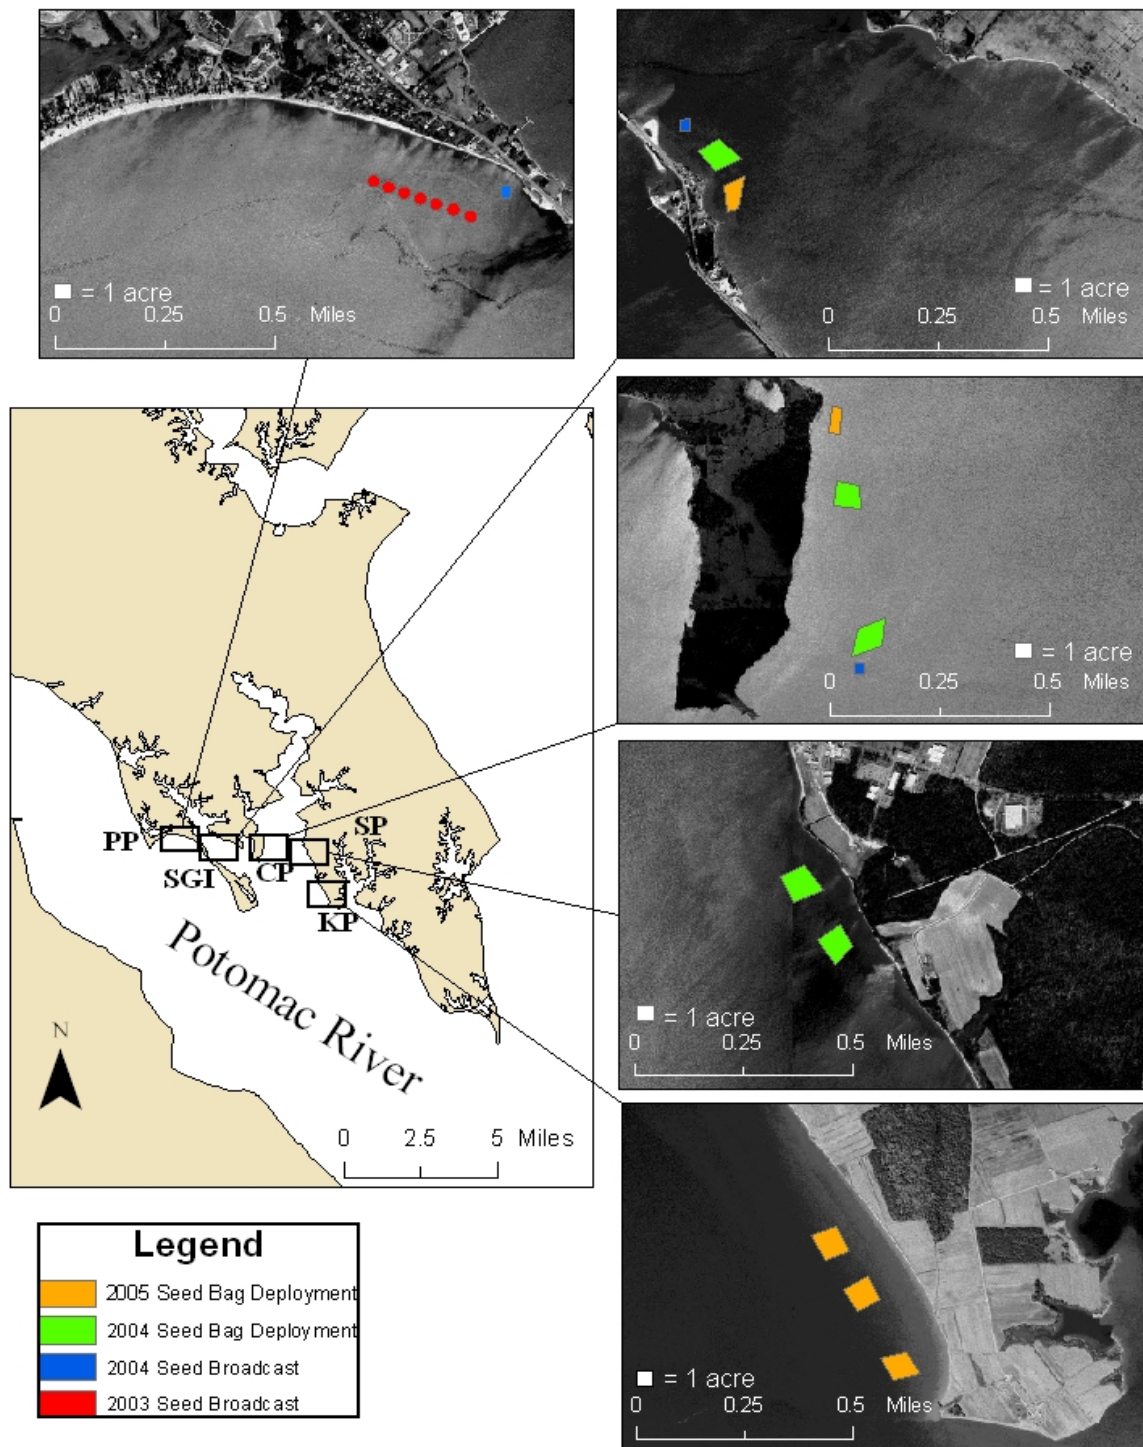 = 1 acre
0 0.25 0.5 Miles
= 1 acre
0 0.25 0.5 Miles
= 1 acre
0 0.25 0.5 Miles
= 1 acre
0 0.25 0.5 Miles
= 1 acre
0 0.25 0.5 Miles
PP
SGI
CP
SP
KP
Potomac River
N
0 2.5 5 Miles
Legend
2005 Seed Bag Deployment
2004 Seed Bag Deployment
2004 Seed Broadcast
2003 Seed Broadcast